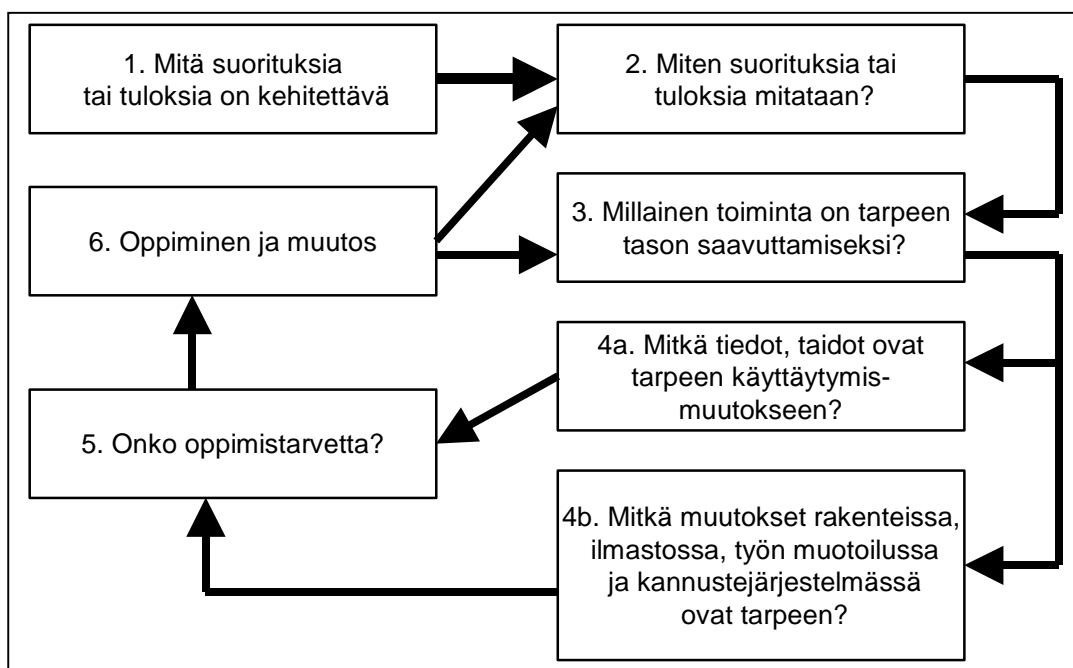 1. Mitä suorituksia
tai tuloksia on kehitettävä
2. Miten suorituksia tai
tuloksia mitataan?
3. Millainen toiminta on tarpeen
tason saavuttamiseksi?
6. Oppiminen ja muutos
4a. Mitkä tiedot, taidot ovat
tarpeen käyttäytymis-
muutokseen?
5. Onko oppimistarvetta?
4b. Mitkä muutokset rakenteissa,
ilmastossa, työn muotoilussa
ja kannustejärjestelmässä
ovat tarpeen?